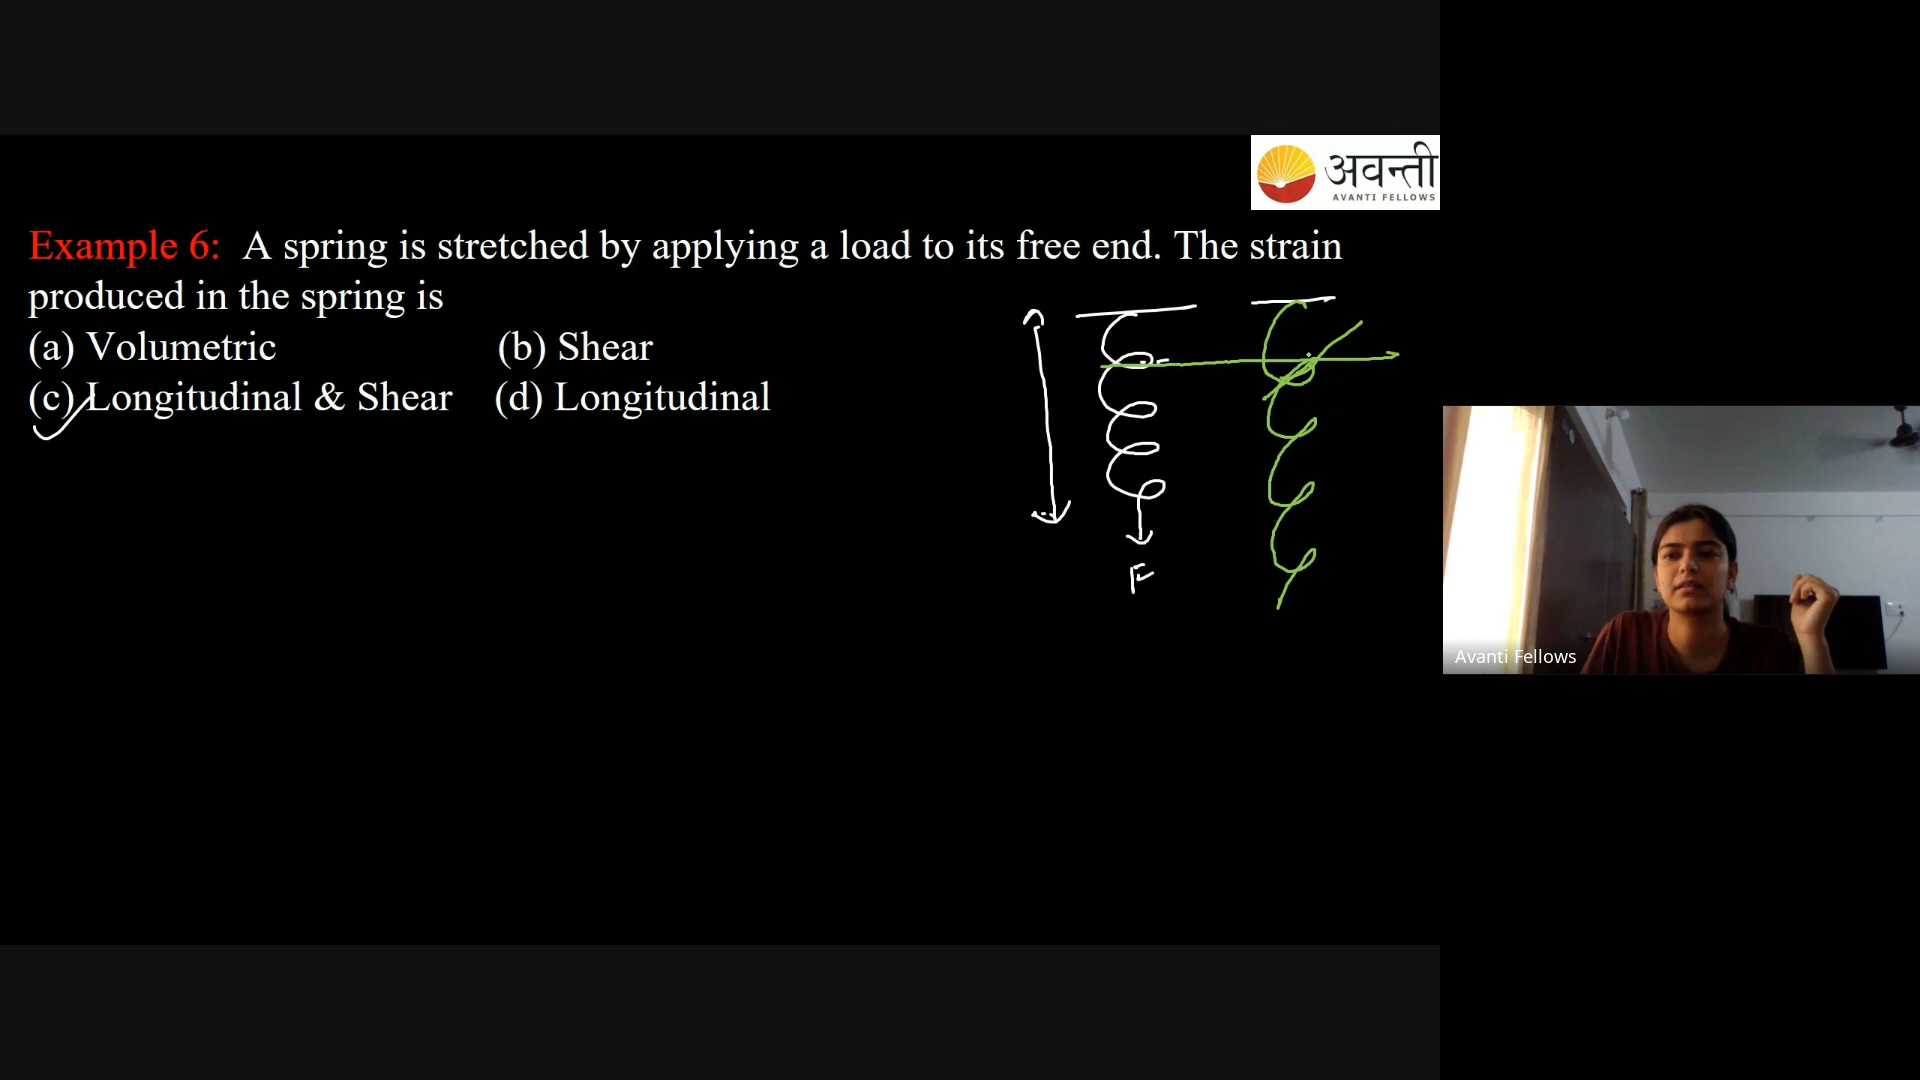 अवन्ती
AVANTI FELLOWS
Example 6: A spring is stretched by applying a load to its free end. The strain
produced in the spring is
(a) Volumetric (b) Shear
(c) Longitudinal & Shear (d) Longitudinal
F
Avanti Fellows